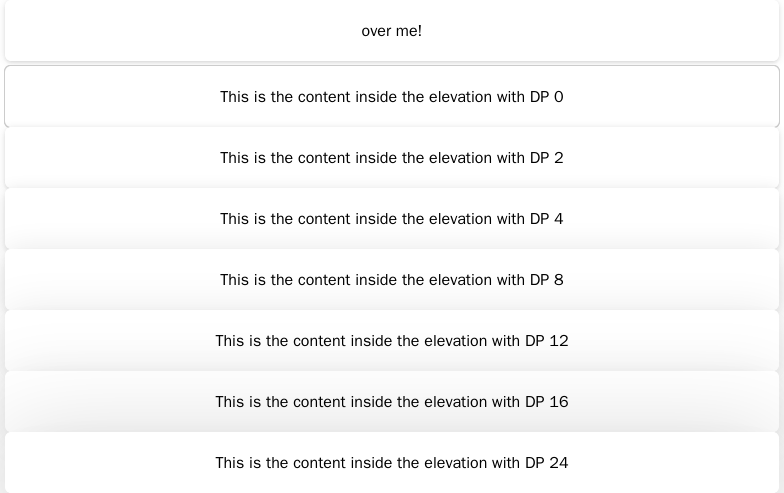 over me!
This is the content inside the elevation with DP 0
This is the content inside the elevation with DP 2
This is the content inside the elevation with DP 4
This is the content inside the elevation with DP 8
This is the content inside the elevation with DP 12
This is the content inside the elevation with DP 16
This is the content inside the elevation with DP 24